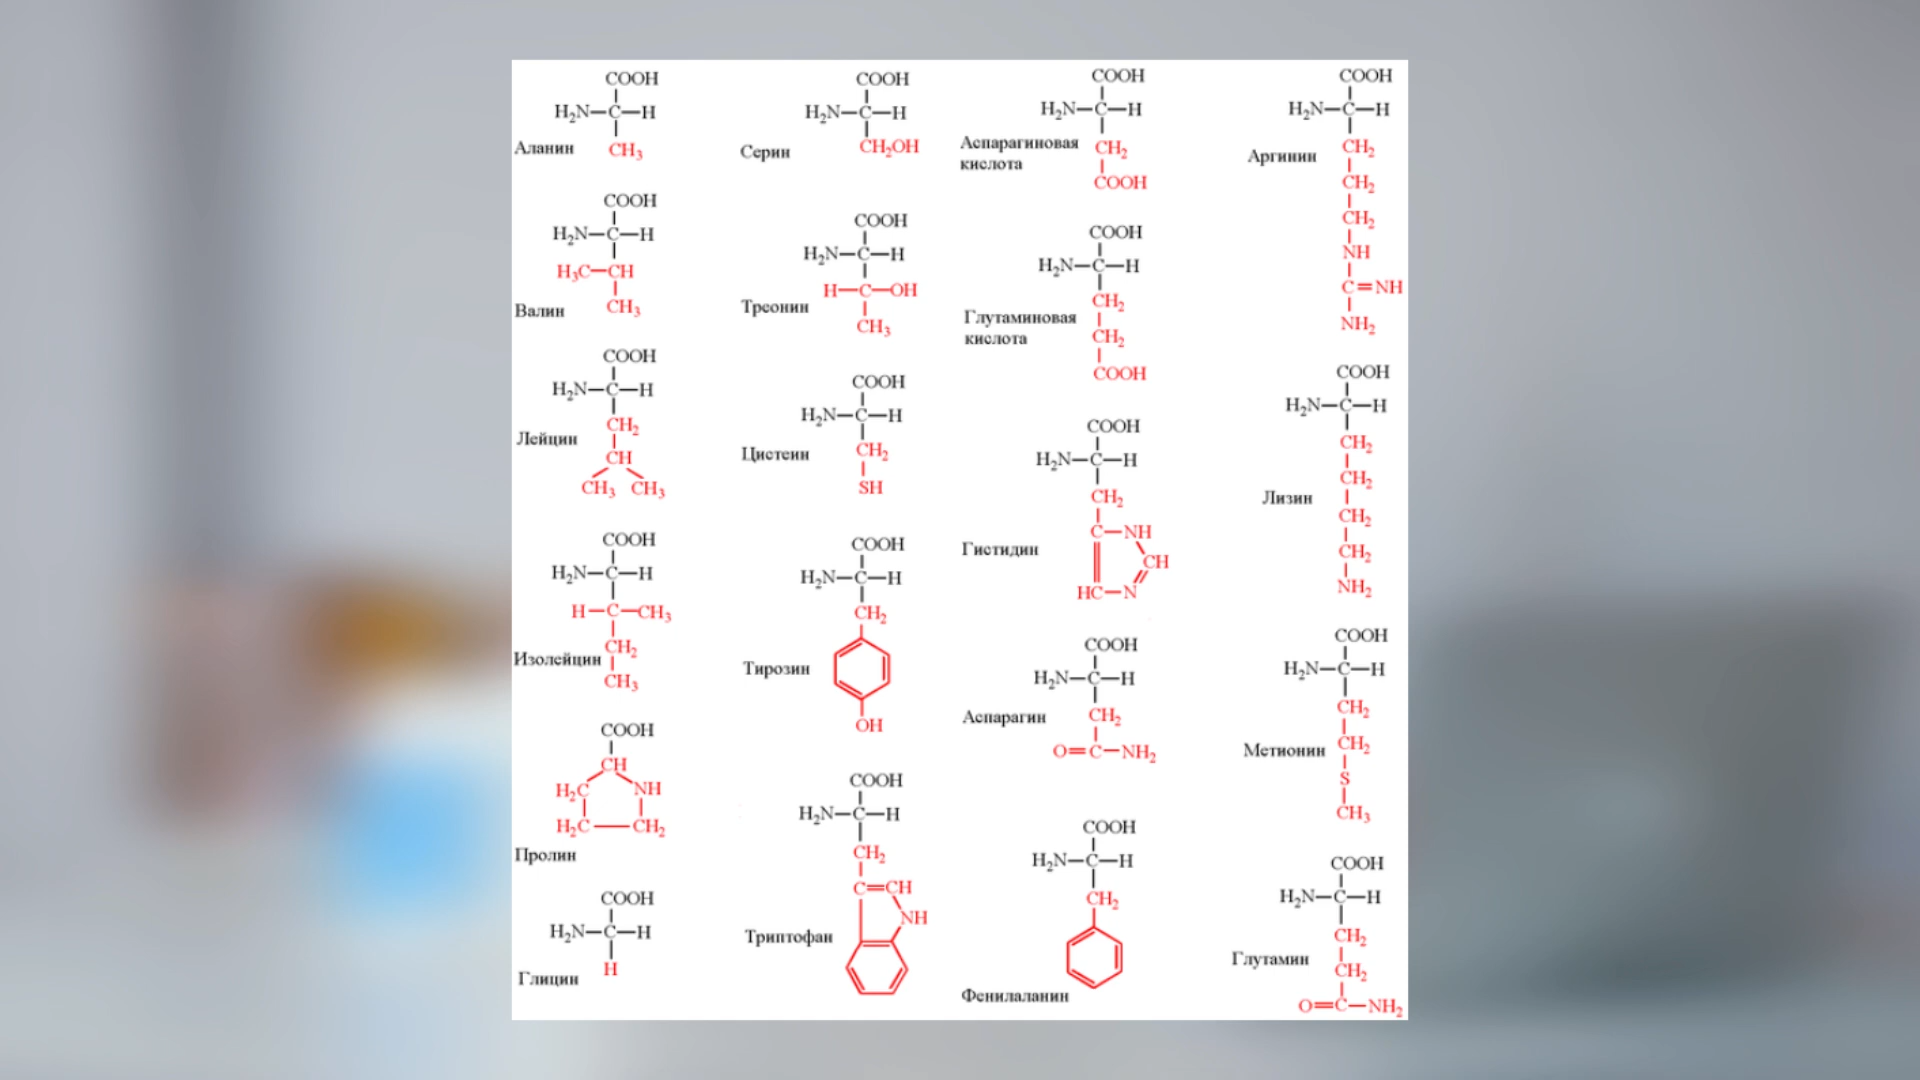 COOH
H₂N—C—H
Аланин CH₃
COOH
H₂N—C—H
H₃C—CH
Валин CH₃
COOH
H₂N—C—H
CH₂
Лейцин
CH
CH₃ CH₃
COOH
H₂N—C—H
H—C—CH₃
CH₂
Изолейцин
CH₃
COOH
CH
H₂C NH
H₂C—CH₂
Пролин
COOH
H₂N—C—H
H
Глицин
COOH
H₂N—C—H
Серин CH₂OH
COOH
H₂N—C—H
H—C—OH
Треонин
CH₃
COOH
H₂N—C—H
CH₂
Цистеин
SH
COOH
H₂N—C—H
CH₂
Тирозин
OH
COOH
H₂N—C—H
CH₂
C=CH
NH
Триптофан
COOH
H₂N—C—H
Аспарагиновая CH₂
кислота
COOH
COOH
H₂N—C—H
CH₂
Глутаминовая
кислота CH₂
COOH
COOH
H₂N—C—H
CH₂
C—NH
Гистидин
CH
HC—N
COOH
H₂N—C—H
Аспарагин CH₂
O=C—NH₂
COOH
H₂N—C—H
CH₂
Фенилаланин
COOH
H₂N—C—H
Аргинин CH₂
CH₂
CH₂
NH
C=NH
NH₂
COOH
H₂N—C—H
CH₂
CH₂
Лизин
CH₂
CH₂
NH₂
COOH
H₂N—C—H
CH₂
Метионин CH₂
S
CH₃
COOH
H₂N—C—H
CH₂
Глутамин
CH₂
O=C—NH₂